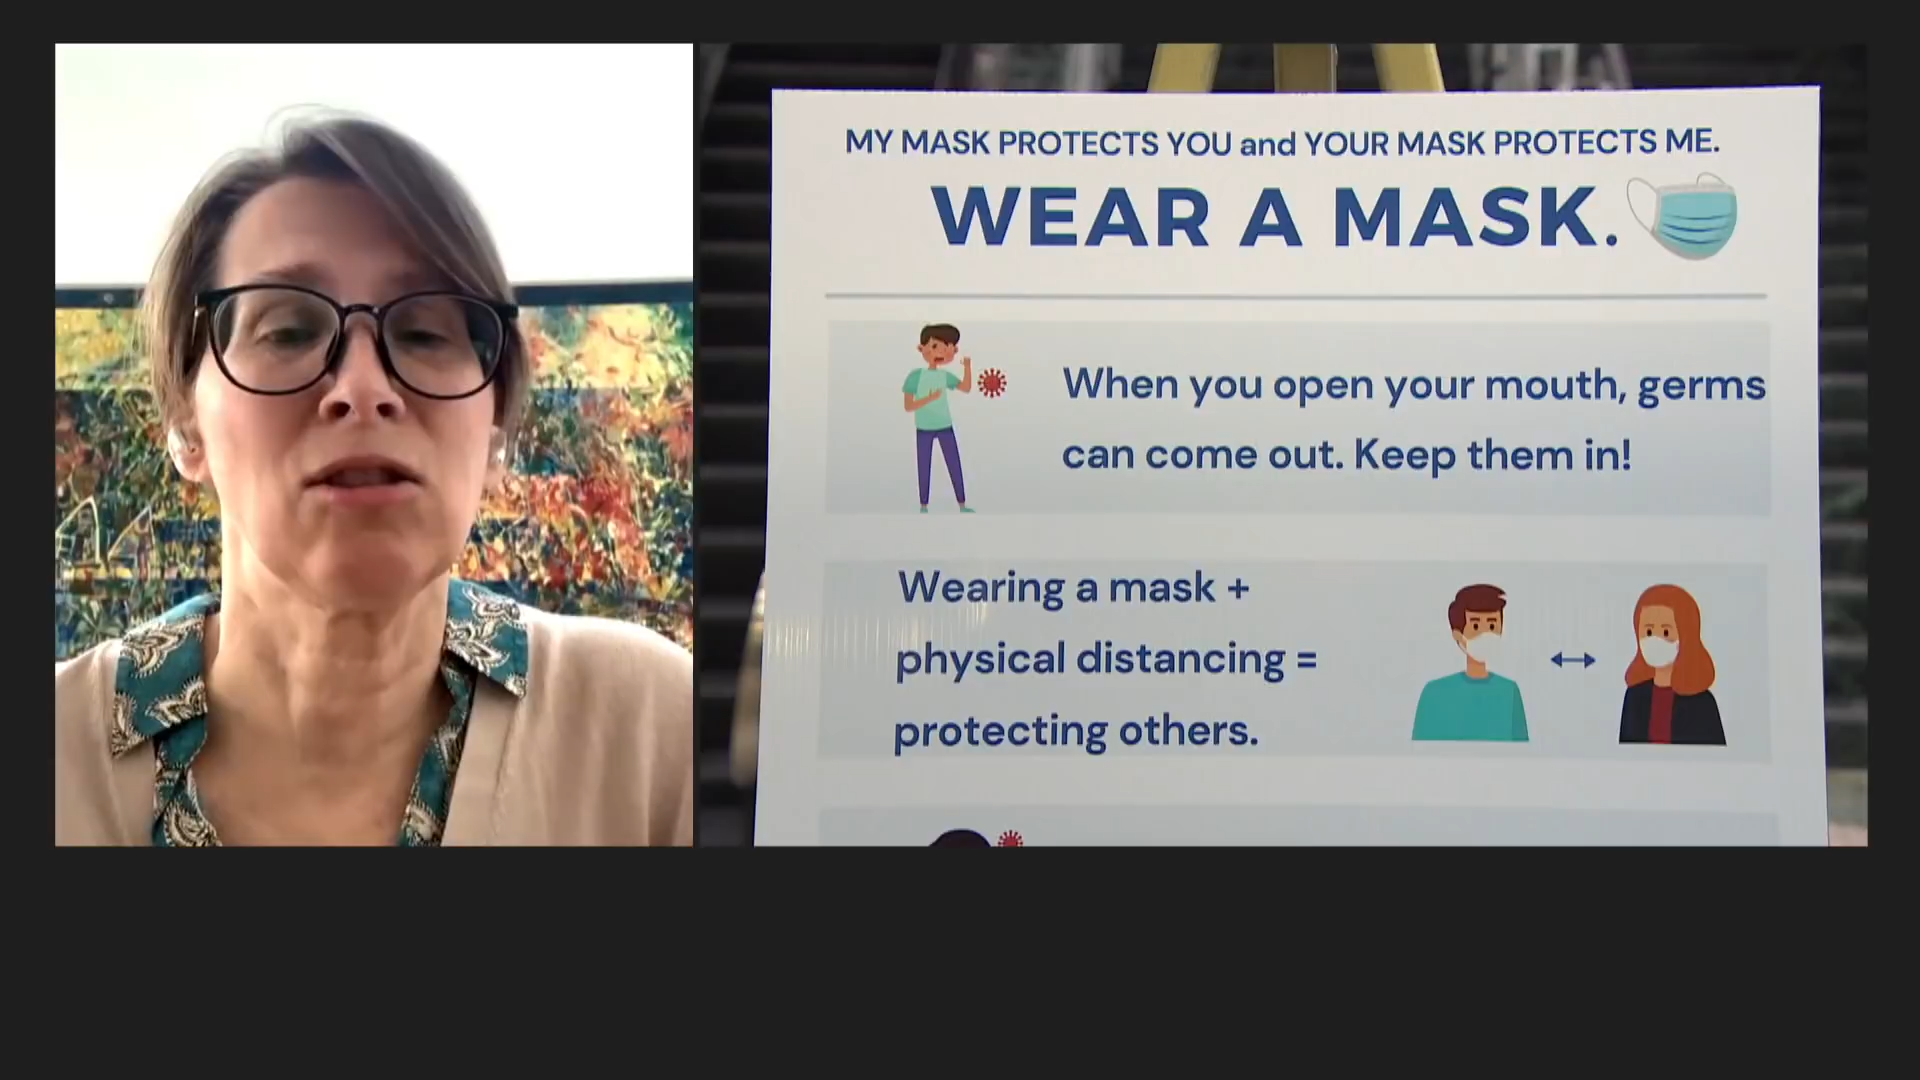 MY MASK PROTECTS YOU and YOUR MASK PROTECTS ME.
WEAR A MASK.
When you open your mouth, germs
can come out. Keep them in!
Wearing a mask +
physical distancing =
protecting others.